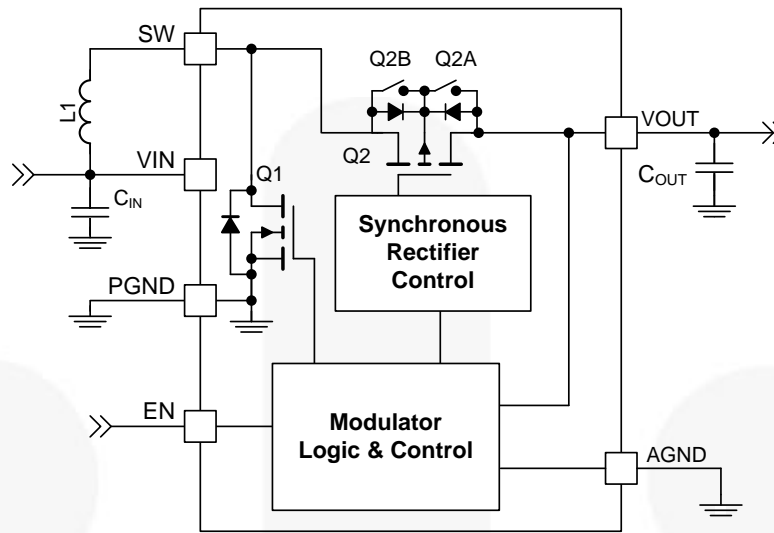 SW
Q2B
Q2A
L1
VOUT
Q2
VIN
Q1
COUT
CIN
Synchronous
Rectifier
Control
PGND
EN
Modulator
Logic & Control
AGND